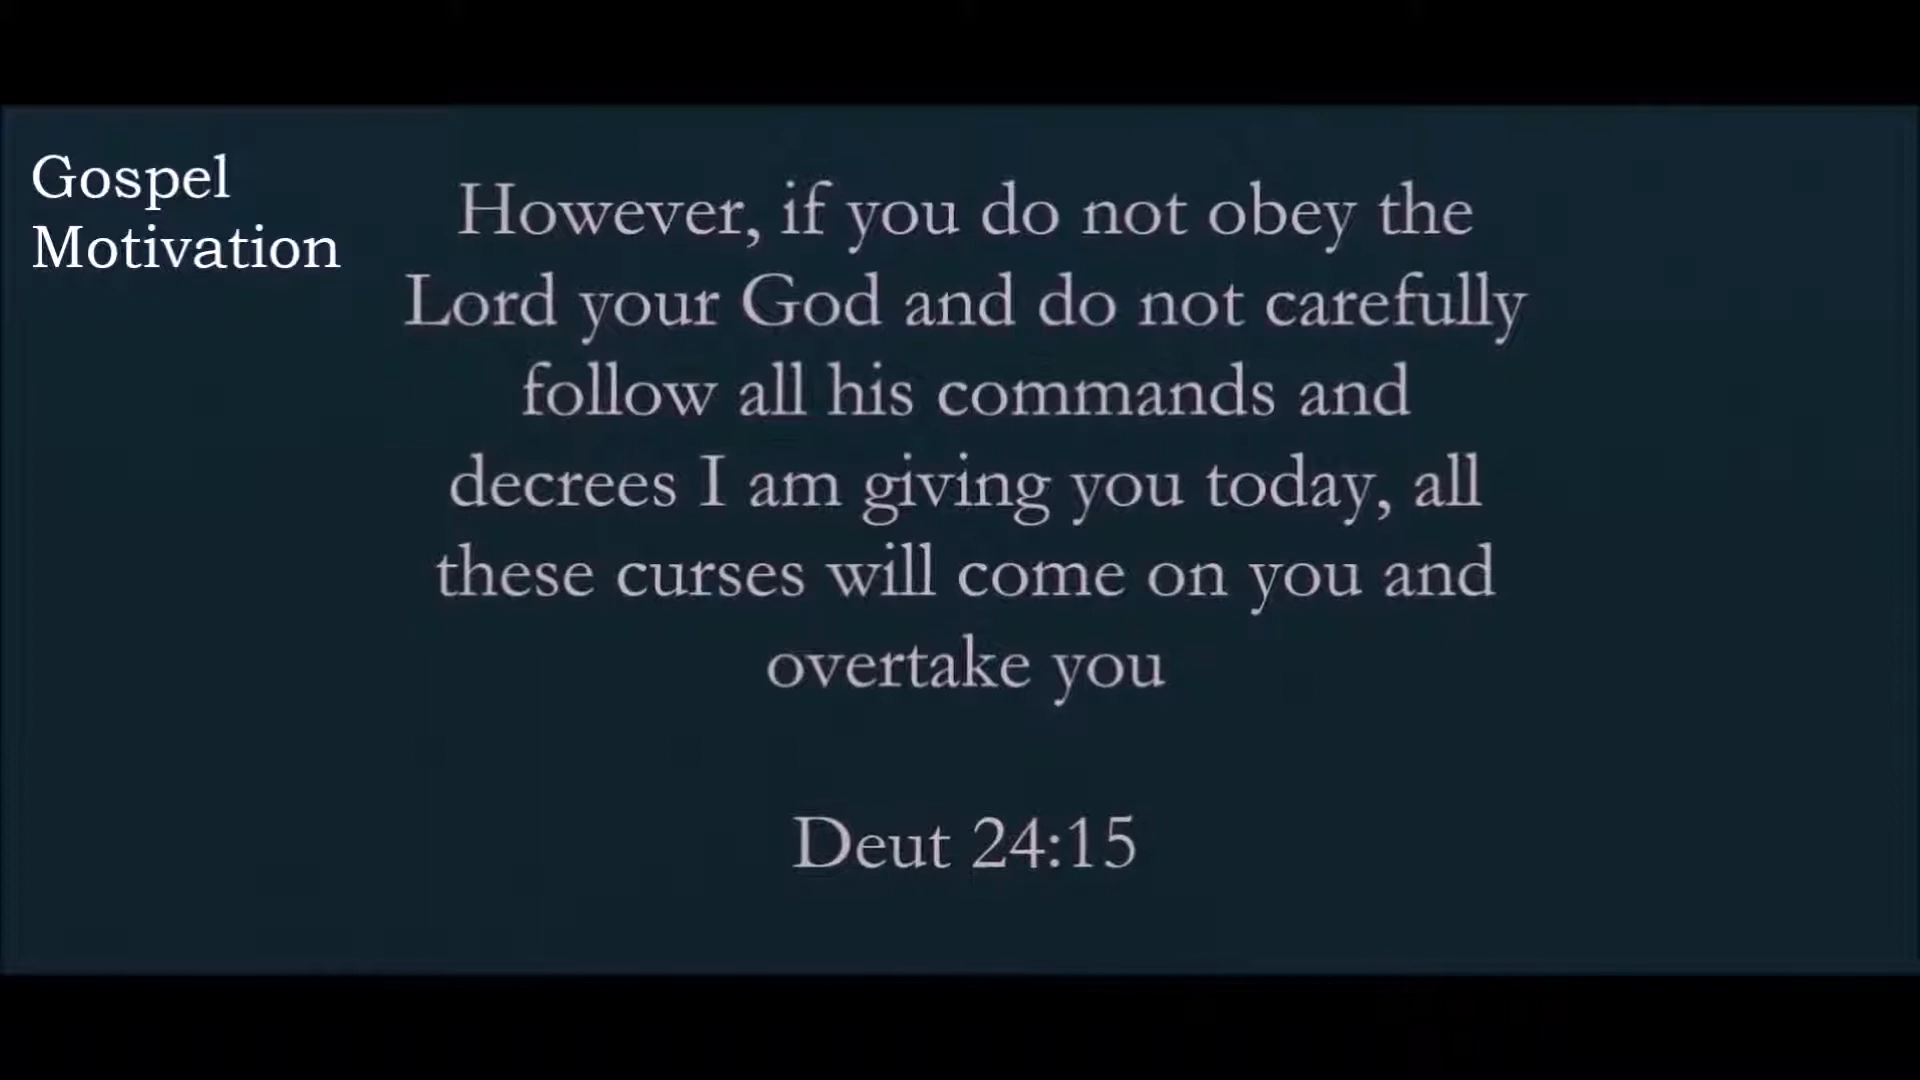 Gospel
Motivation
However, if you do not obey the
Lord your God and do not carefully
follow all his commands and
decrees I am giving you today, all
these curses will come on you and
overtake you
Deut 24:15